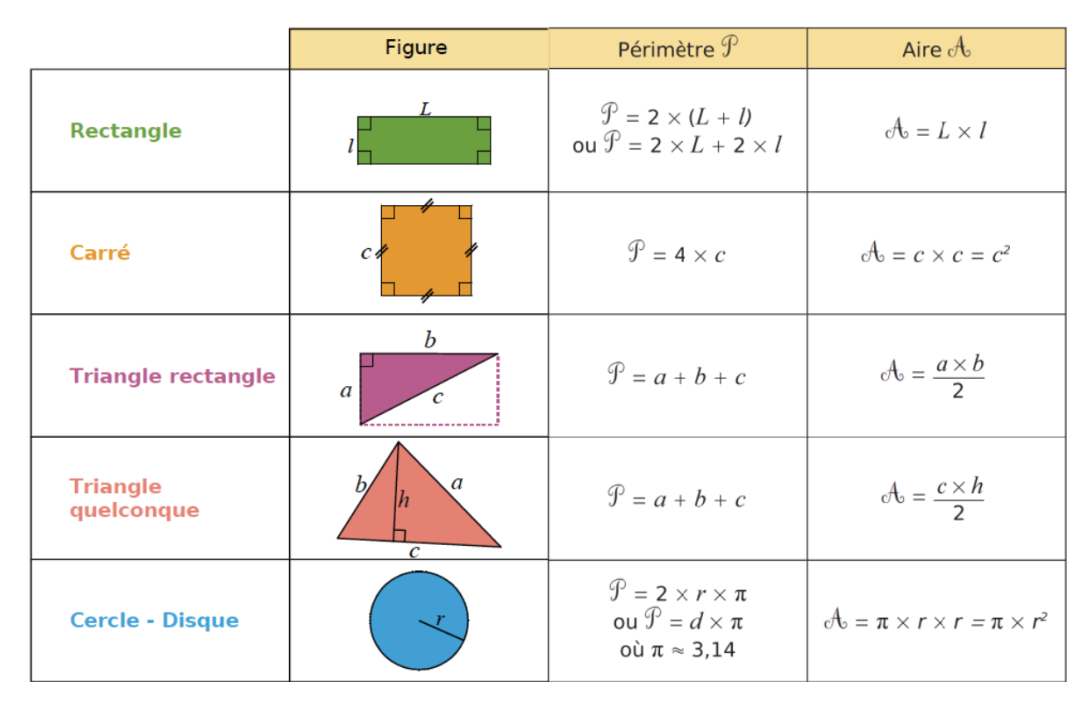 Figure
Périmètre 𝒫
Aire 𝒜
Rectangle
L
l
𝒫 = 2 × (L + l)
ou 𝒫 = 2 × L + 2 × l
𝒜 = L × l
Carré
c
𝒫 = 4 × c
𝒜 = c × c = c²
Triangle rectangle
b
a
c
𝒫 = a + b + c
𝒜 = a × b / 2
Triangle
quelconque
b
h
a
c
𝒫 = a + b + c
𝒜 = c × h / 2
Cercle - Disque
r
𝒫 = 2 × r × π
ou 𝒫 = d × π
où π ≈ 3,14
𝒜 = π × r × r = π × r²